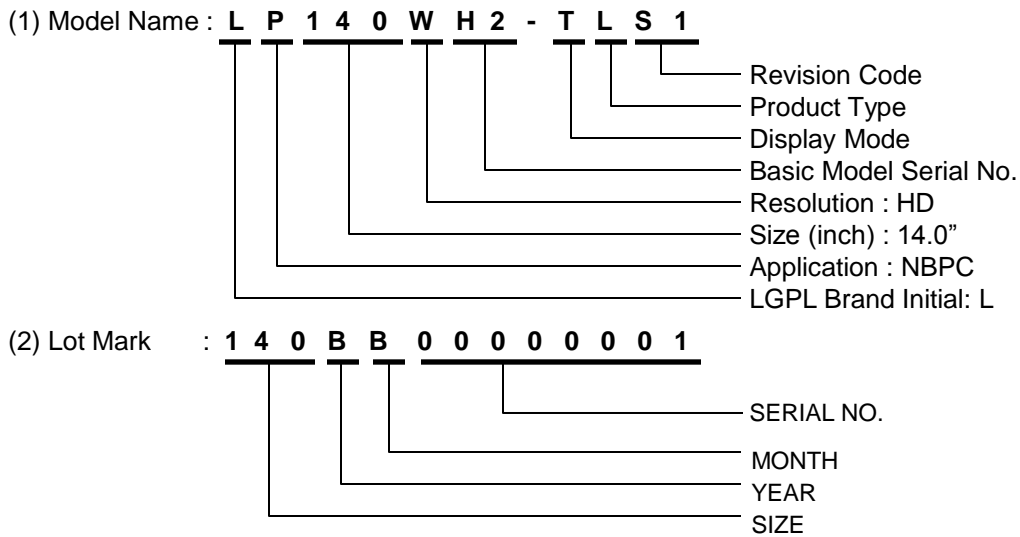 (1) Model Name : L P 1 4 0 W H 2 - T L S 1
Revision Code
Product Type
Display Mode
Basic Model Serial No.
Resolution : HD
Size (inch) : 14.0”
Application : NBPC
LGPL Brand Initial: L
(2) Lot Mark : 1 4 0 B B 0 0 0 0 0 0 0 1
SERIAL NO.
MONTH
YEAR
SIZE